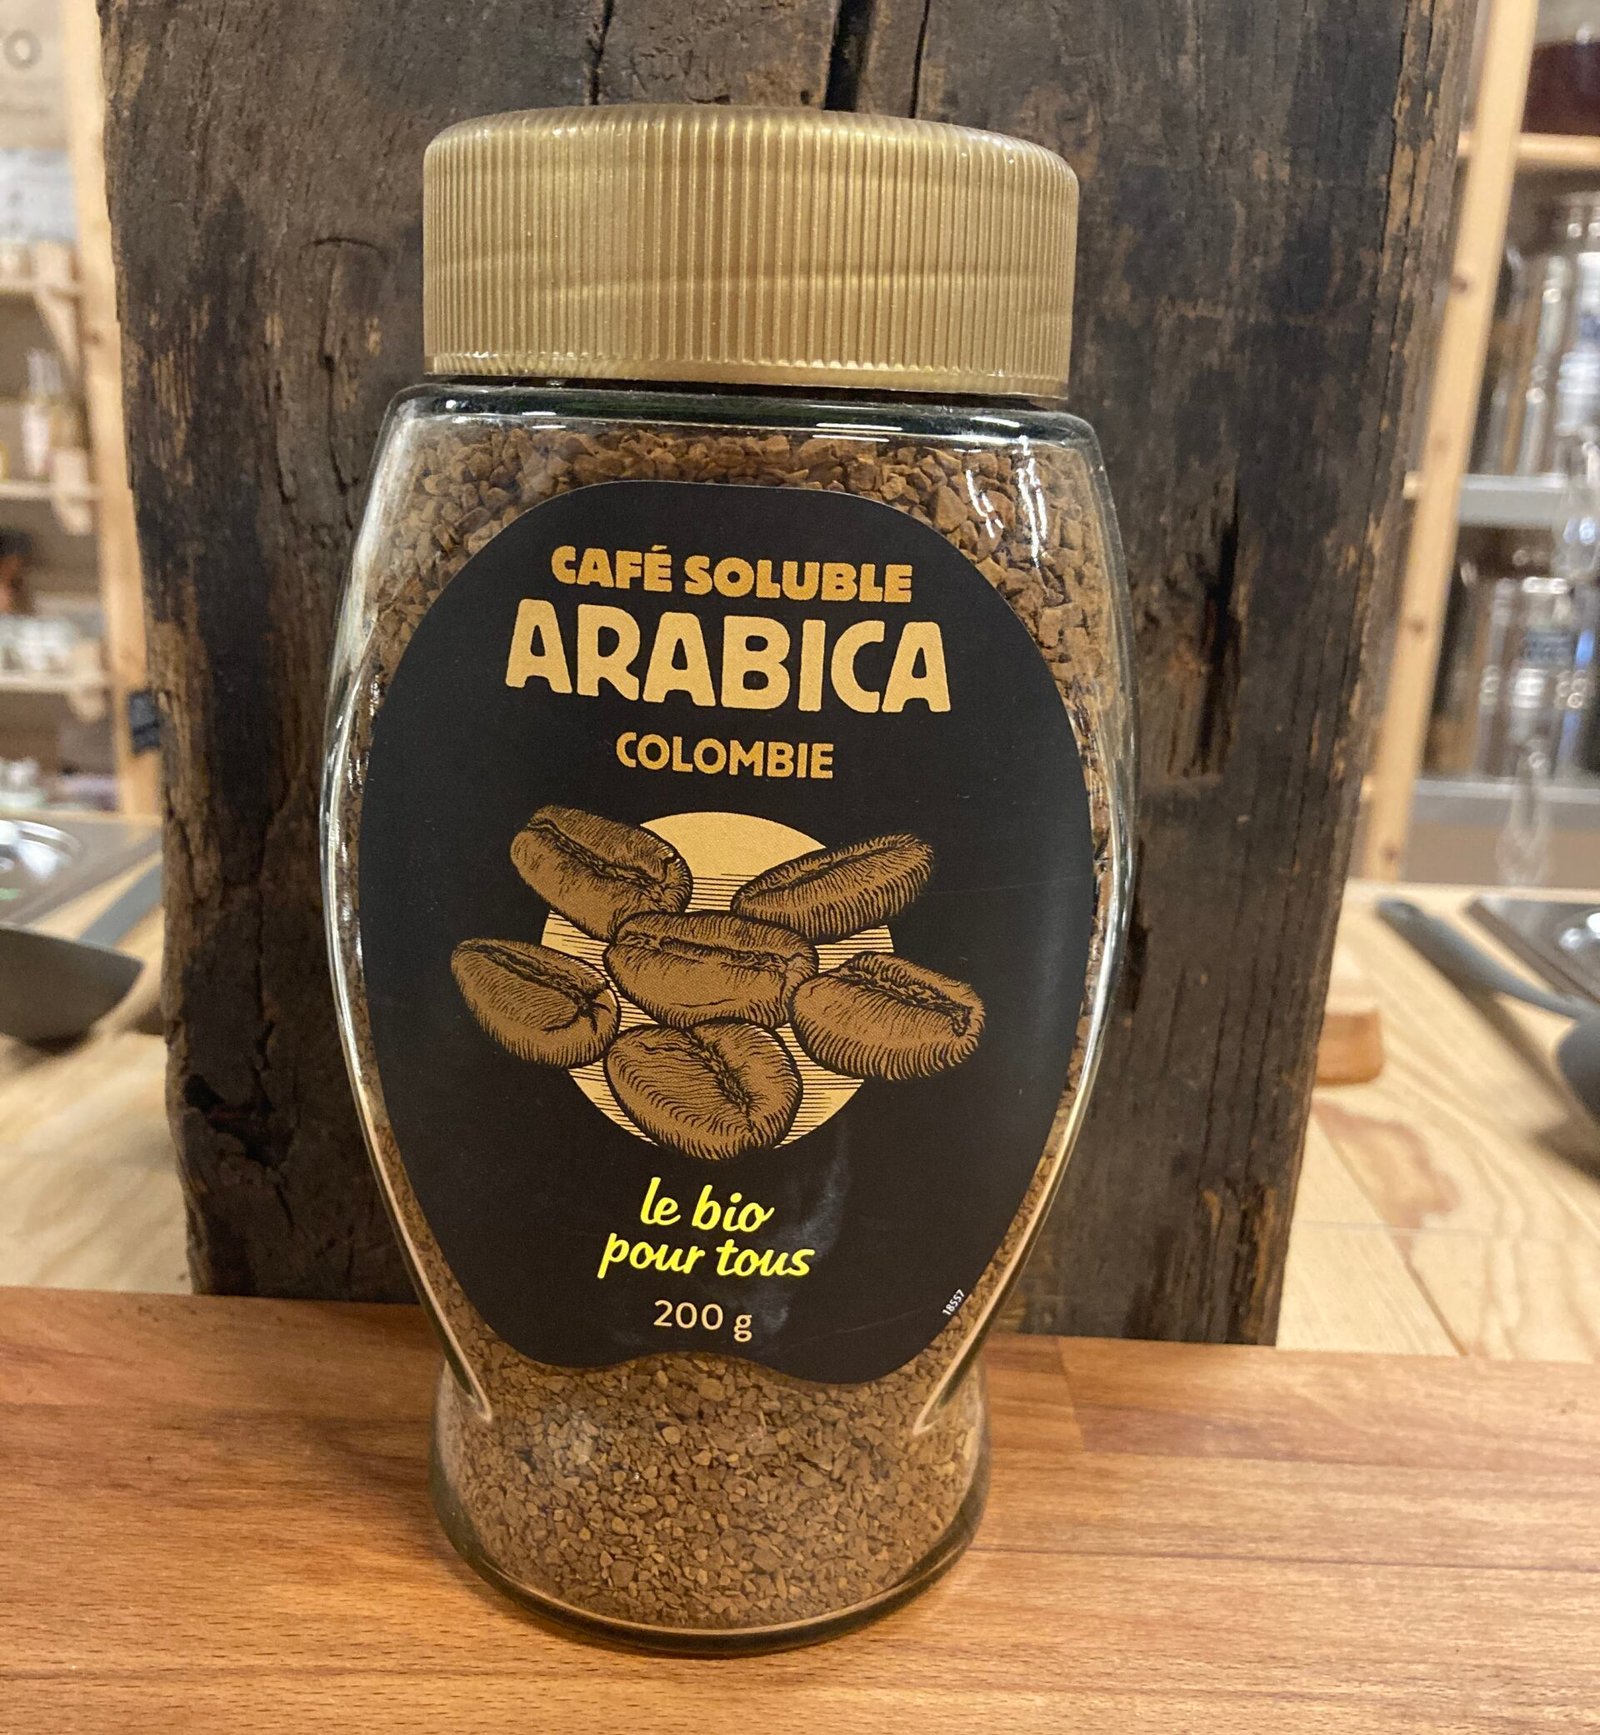 CAFÉ SOLUBLE
ARABICA
COLOMBIE
le bio
pour tous
200 g
18557